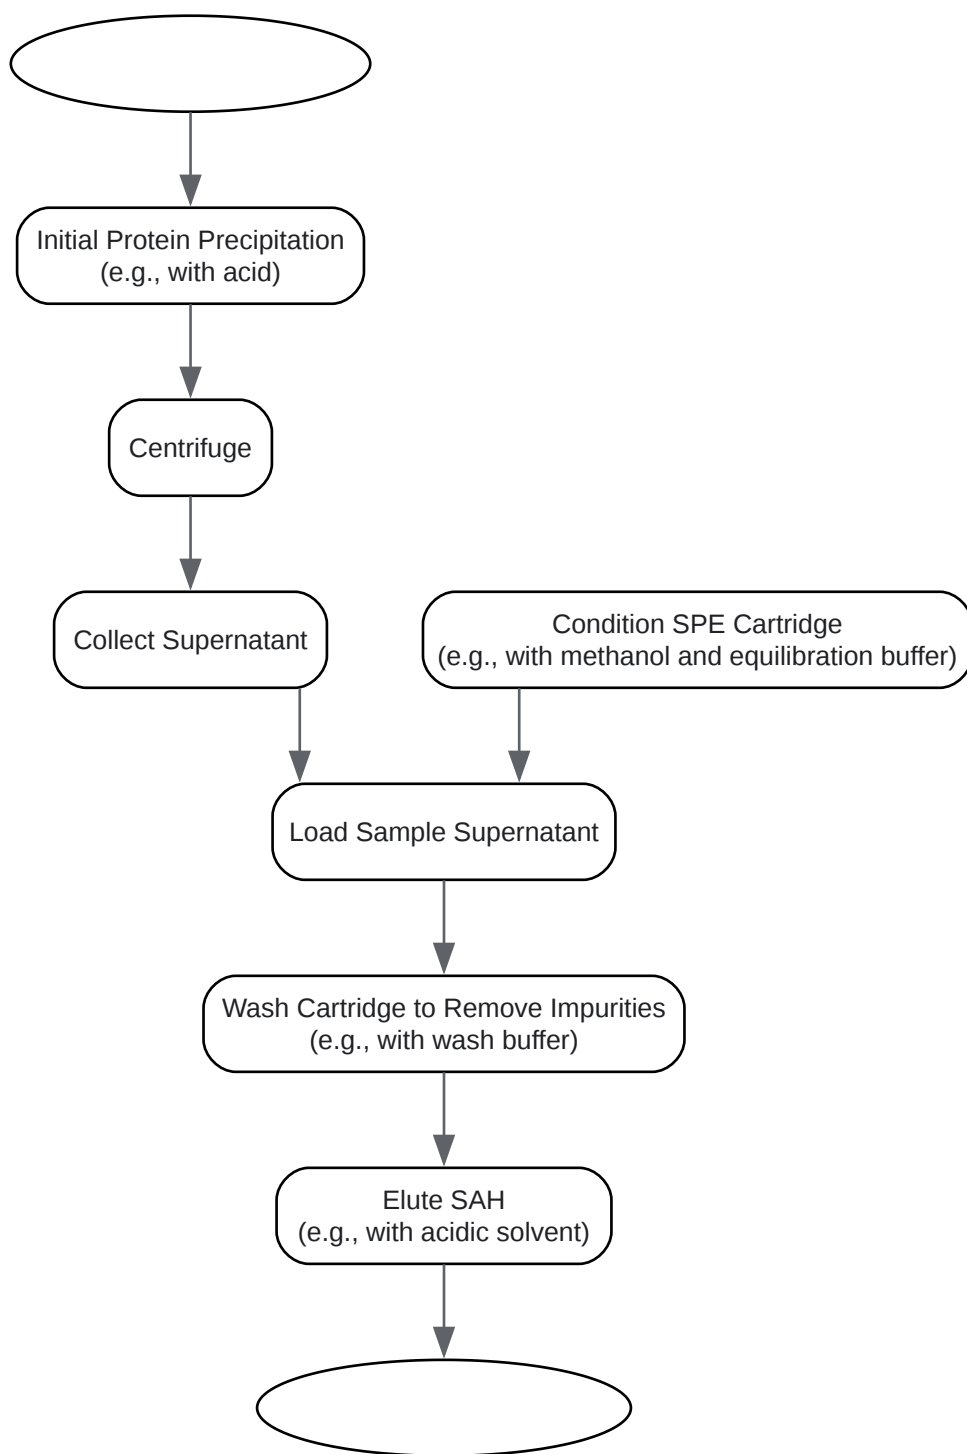 Initial Protein Precipitation
(e.g., with acid)
Centrifuge
Collect Supernatant
Condition SPE Cartridge
(e.g., with methanol and equilibration buffer)
Load Sample Supernatant
Wash Cartridge to Remove Impurities
(e.g., with wash buffer)
Elute SAH
(e.g., with acidic solvent)